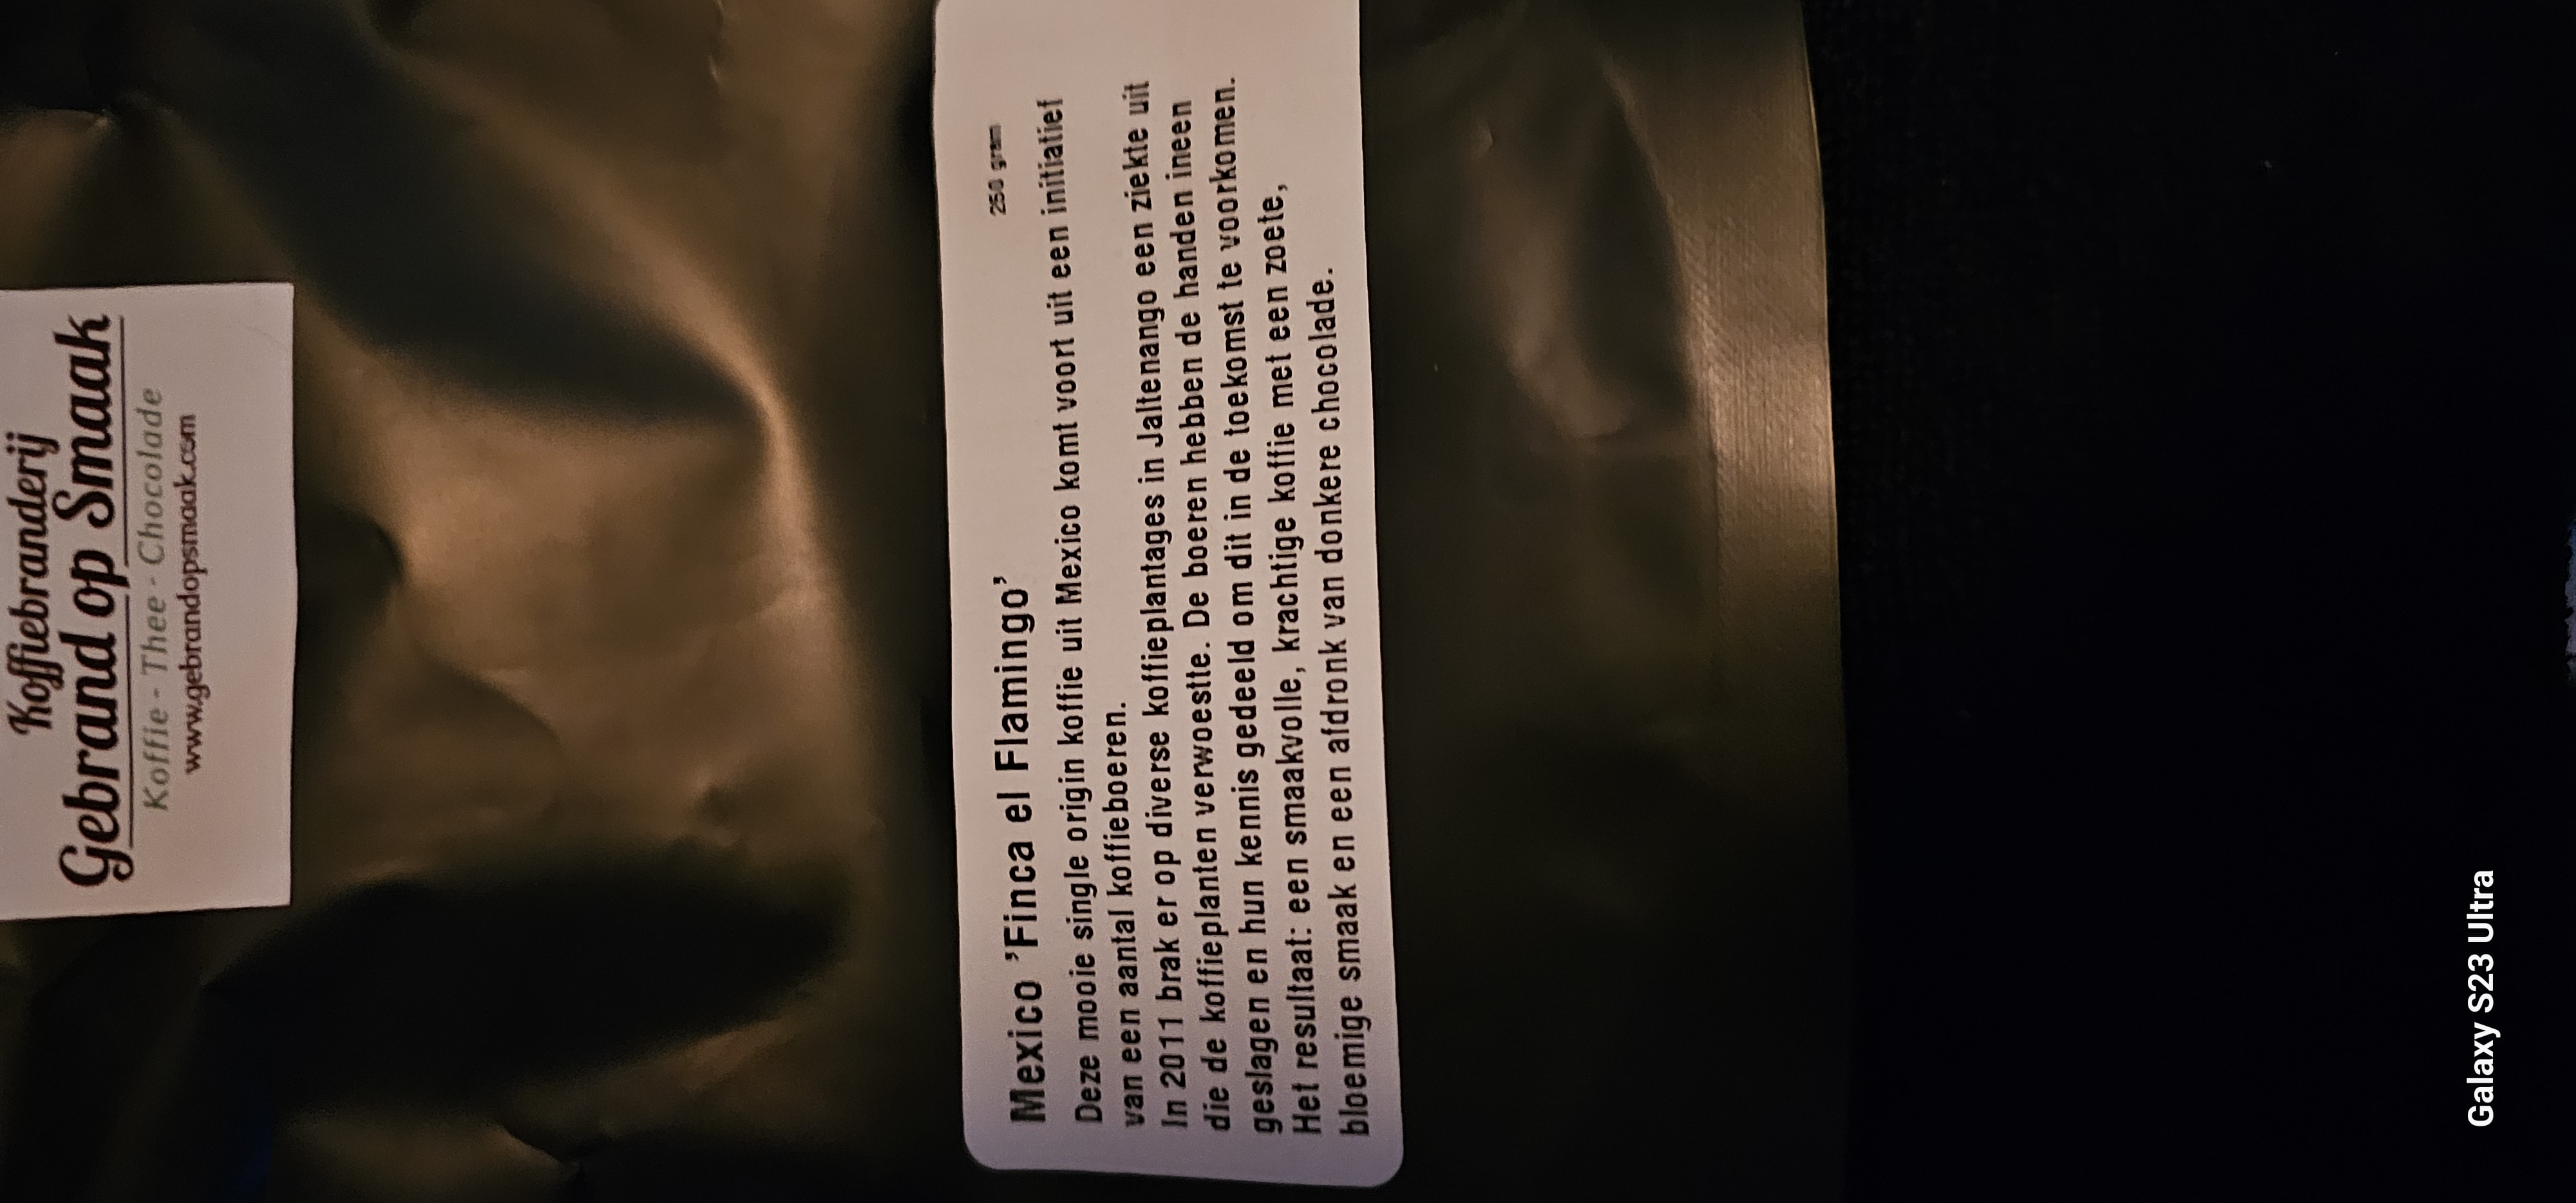 Koffiebranderij
Gebrand op Smaak
Koffie - Thee - Chocolade
www.gebrandopsmaak.com
250 gram
Mexico 'Finca el Flamingo'
Deze mooie single origin koffie uit Mexico komt voort uit een initiatief
van een aantal koffieboeren.
In 2011 brak er op diverse koffieplantages in Jaltenango een ziekte uit
die de koffieplanten verwoestte. De boeren hebben de handen ineen
geslagen en hun kennis gedeeld om dit in de toekomst te voorkomen.
Het resultaat: een smaakvolle, krachtige koffie met een zoete,
bloemige smaak en een afdronk van donkere chocolade.
Galaxy S23 Ultra